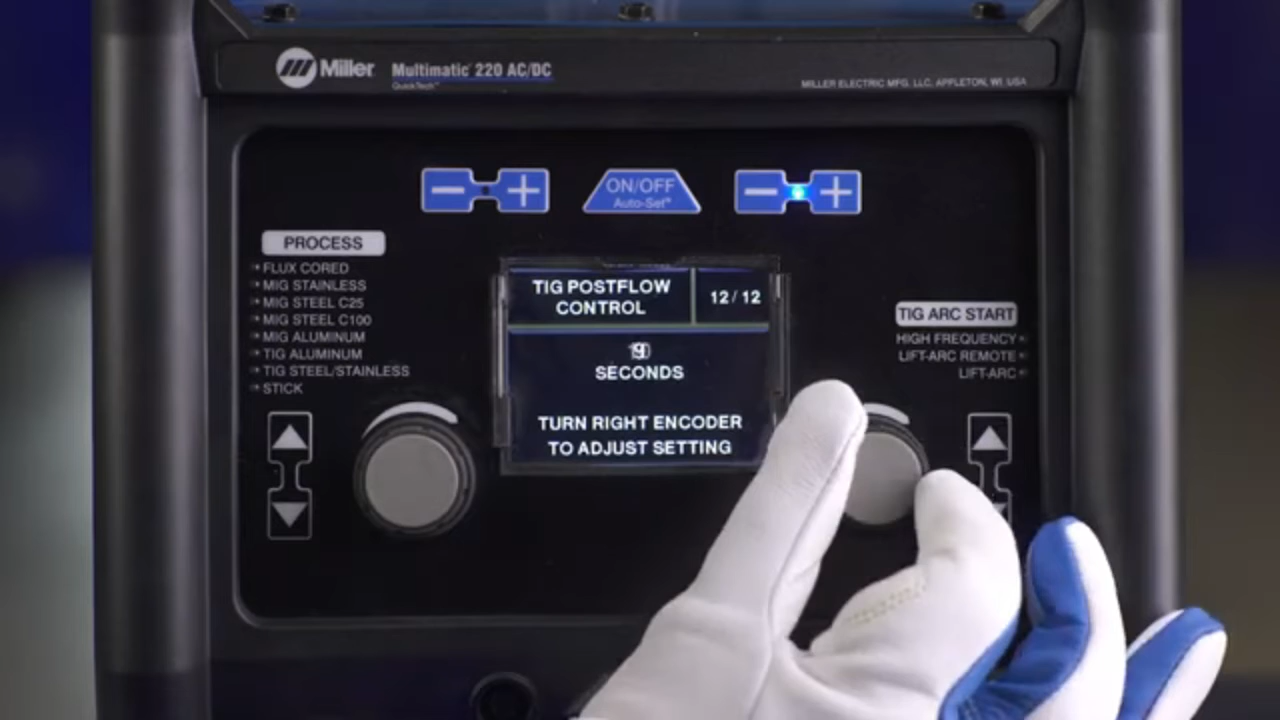 Miller Multimatic® 220 AC/DC
QuickTech™
MILLER ELECTRIC MFG. LLC. APPLETON, WI. USA
− +
ON/OFF
Auto-Set™
− +
PROCESS
FLUX CORED
MIG STAINLESS
MIG STEEL C25
MIG STEEL C100
MIG ALUMINUM
TIG ALUMINUM
TIG STEEL/STAINLESS
STICK
TIG POSTFLOW
CONTROL
12/12
SECONDS
TURN RIGHT ENCODER
TO ADJUST SETTING
TIG ARC START
HIGH FREQUENCY
LIFT-ARC REMOTE
LIFT-ARC